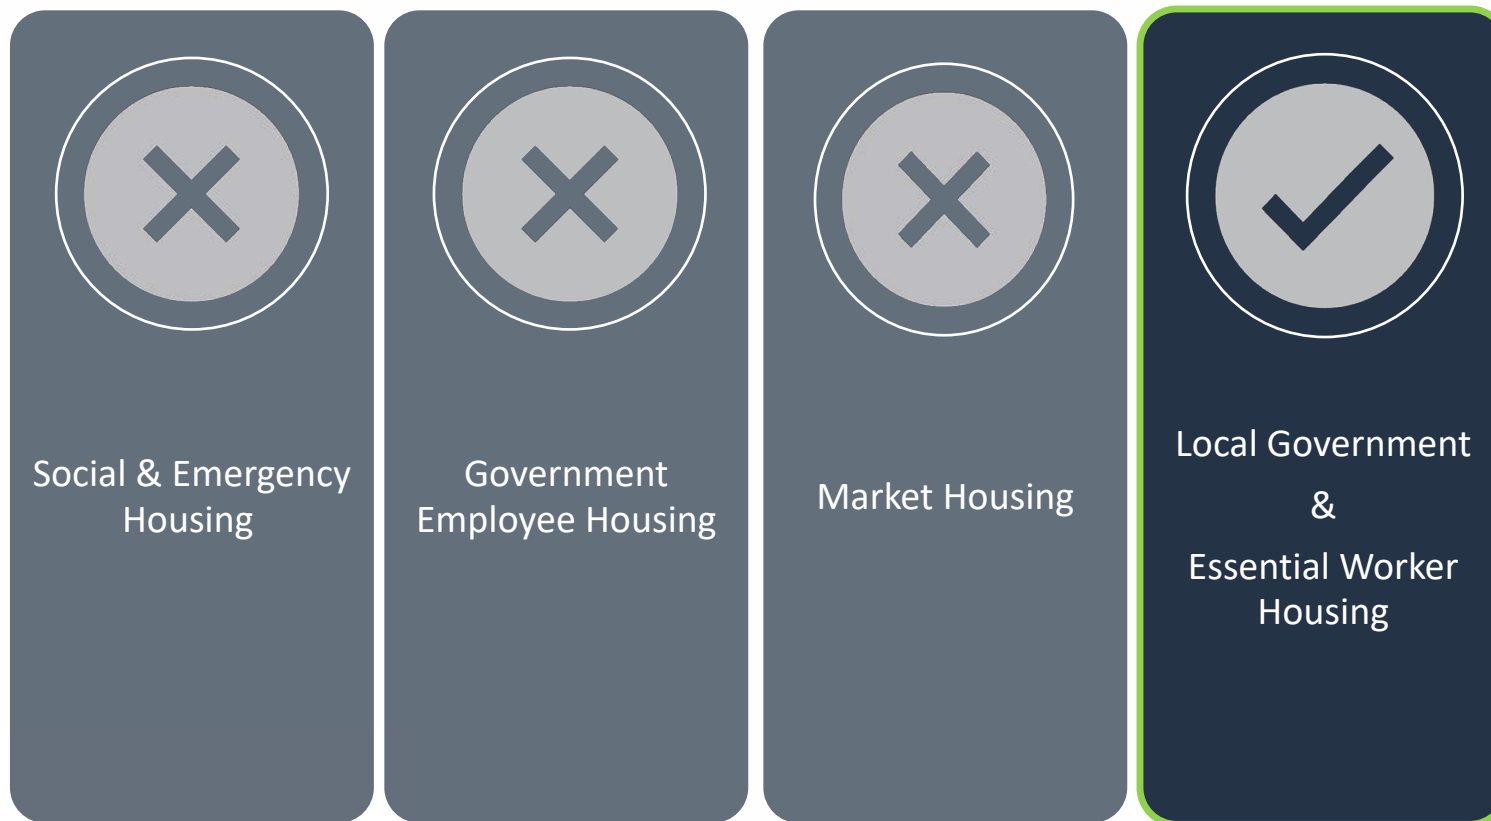 Social & Emergency
Housing
Government
Employee Housing
Market Housing
Local Government
&
Essential Worker
Housing